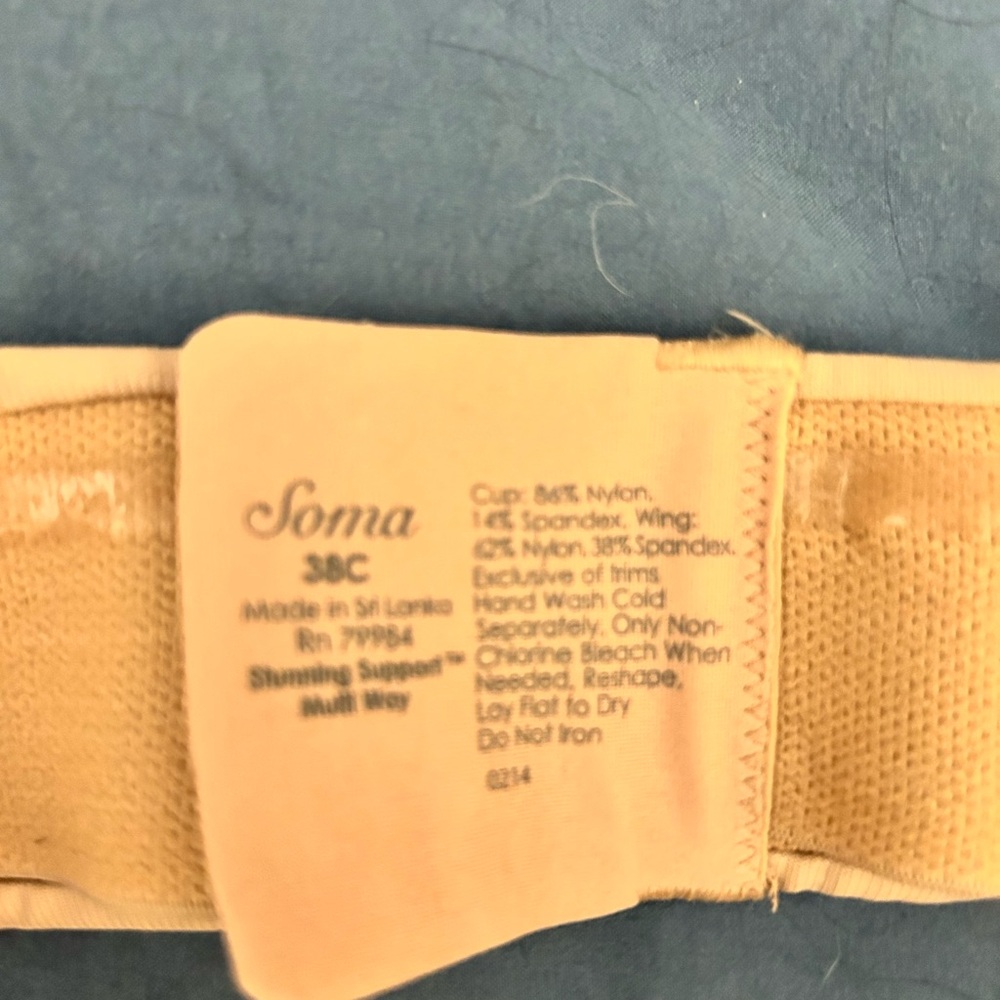 Soma
38C
Made in Sri Lanka
Rn 79984
Stunning Support™
Multi Way
Cup: 86% Nylon,
14% Spandex, Wing:
62% Nylon, 38% Spandex.
Exclusive of trims
Hand Wash Cold
Separately, Only Non-
Chlorine Bleach When
Needed, Reshape,
Lay Flat to Dry
Do Not Iron
0214